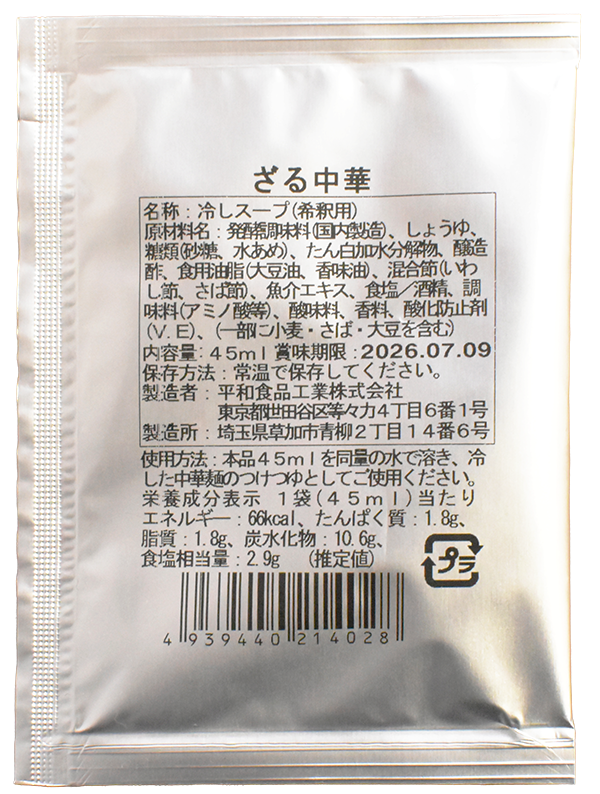 ざる中華
名称：冷しスープ（希釈用）
原材料名：発酵調味料（国内製造）、しょうゆ、
糖類（砂糖、水あめ）、たん白加水分解物、醸造
酢、食用油脂（大豆油、香味油）、混合節（いわ
し節、さば節）、魚介エキス、食塩／酒精、調
味料（アミノ酸等）、酸味料、香料、酸化防止剤
（V.E）、（一部に小麦・さば・大豆を含む）
内容量：45ml 賞味期限：2026.07.09
保存方法：常温で保存してください。
製造者：平和食品工業株式会社
東京都世田谷区等々力4丁目6番1号
製造所：埼玉県草加市青柳2丁目14番6号
使用方法：本品45mlを同量の水で溶き、冷
した中華麺のつけつゆとしてご使用ください。
栄養成分表示 1袋（45ml）当たり
エネルギー：66kcal、たんぱく質：1.8g、
脂質：1.8g、炭水化物：10.6g、
食塩相当量：2.9g （推定値）
プラ
4939440214028